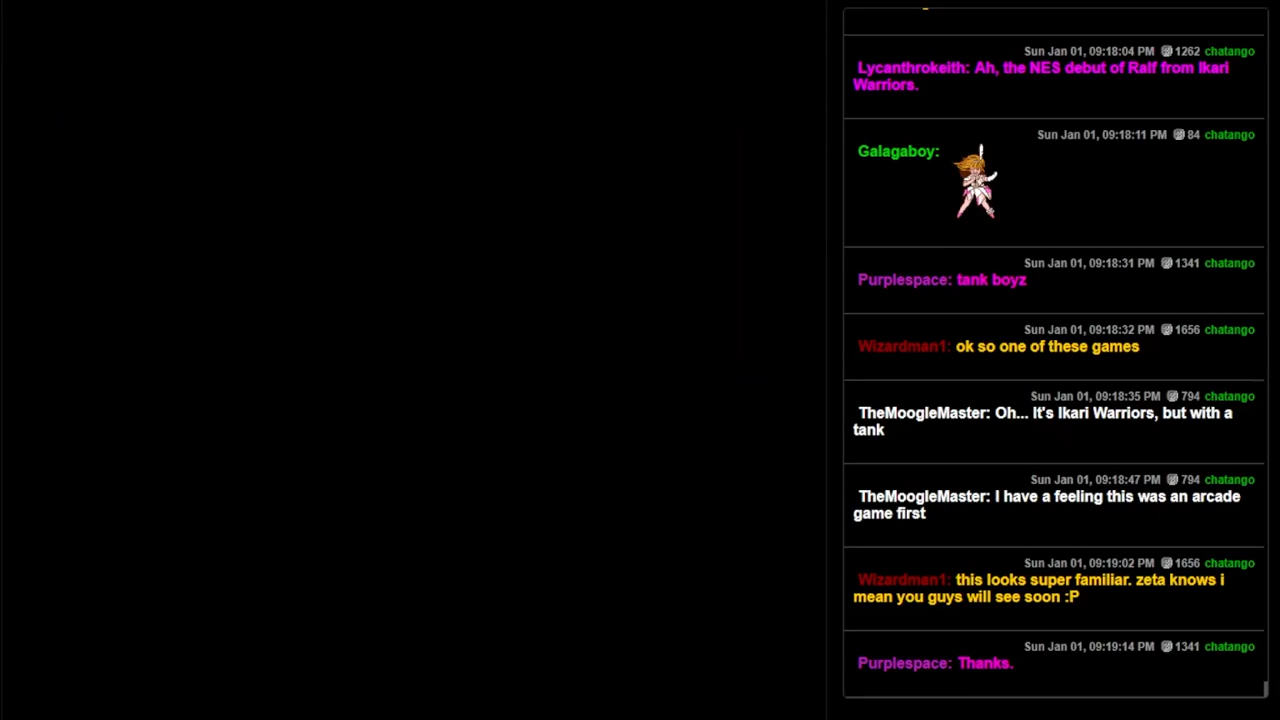 Sun Jan 01, 09:18:04 PM 1262 chatango
Lycanthrokeith: Ah, the NES debut of Ralf from Ikari
Warriors.
Sun Jan 01, 09:18:11 PM 84 chatango
Galagaboy:
Sun Jan 01, 09:18:31 PM 1341 chatango
Purplespace: tank boyz
Sun Jan 01, 09:18:32 PM 1656 chatango
Wizardman1: ok so one of these games
Sun Jan 01, 09:18:35 PM 794 chatango
TheMoogleMaster: Oh... It's Ikari Warriors, but with a
tank
Sun Jan 01, 09:18:47 PM 794 chatango
TheMoogleMaster: I have a feeling this was an arcade
game first
Sun Jan 01, 09:19:02 PM 1656 chatango
Wizardman1: this looks super familiar. zeta knows i
mean you guys will see soon :P
Sun Jan 01, 09:19:14 PM 1341 chatango
Purplespace: Thanks.